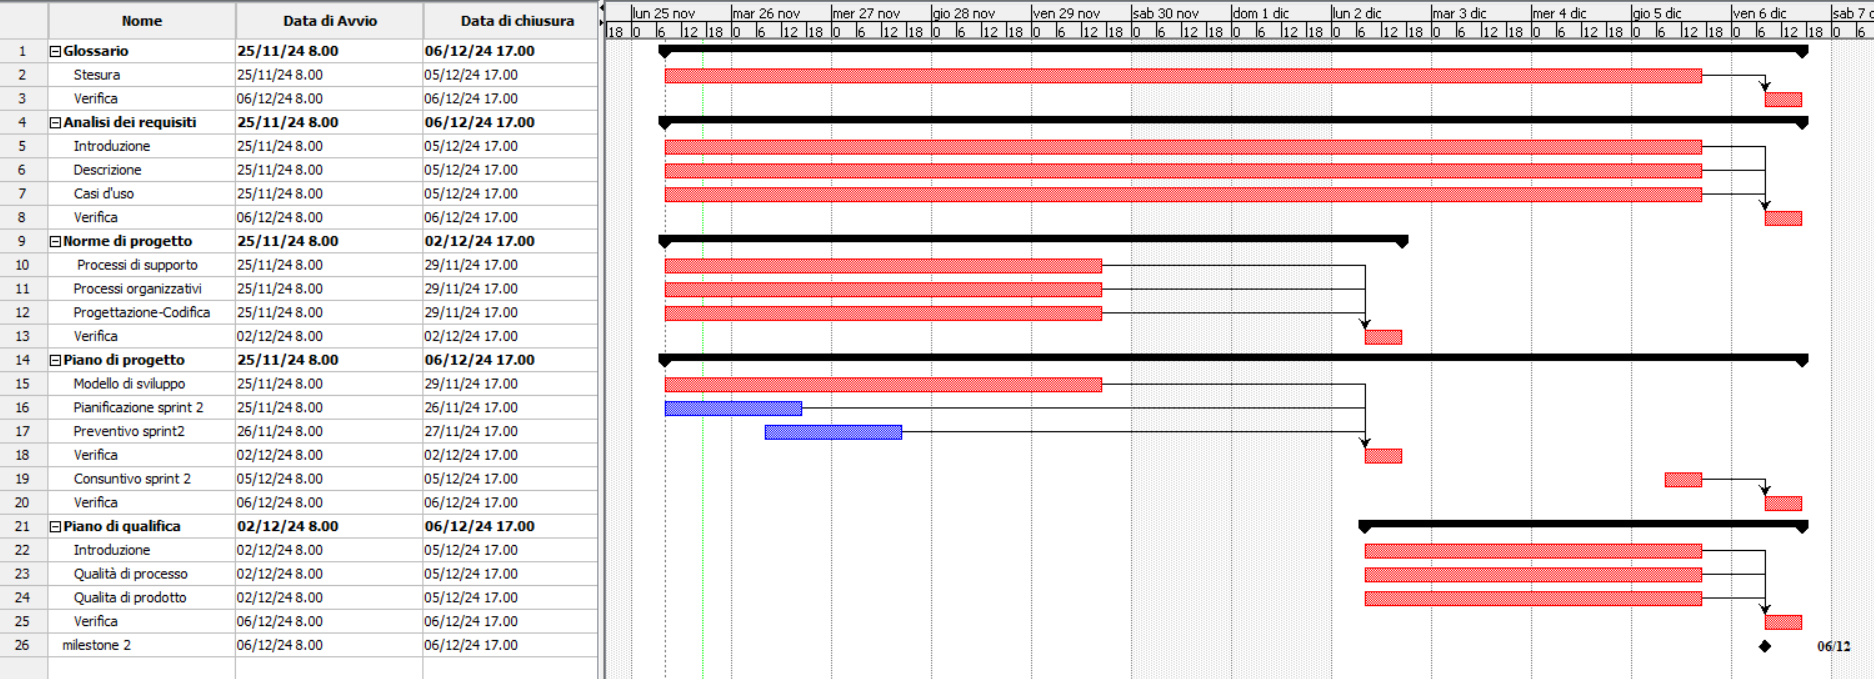 Nome Data di Avvio Data di chiusura
lun 25 nov mar 26 nov mer 27 nov gio 28 nov ven 29 nov sab 30 nov dom 1 dic lun 2 dic mar 3 dic mer 4 dic gio 5 dic ven 6 dic sab 7
18 0 6 12 18 0 6 12 18 0 6 12 18 0 6 12 18 0 6 12 18 0 6 12 18 0 6 12 18 0 6 12 18 0 6 12 18 0 6 12 18 0 6 12 18 0 6 12 18 0 6
1 Glossario 25/11/24 8.00 06/12/24 17.00
2 Stesura 25/11/24 8.00 05/12/24 17.00
3 Verifica 06/12/24 8.00 06/12/24 17.00
4 Analisi dei requisiti 25/11/24 8.00 06/12/24 17.00
5 Introduzione 25/11/24 8.00 05/12/24 17.00
6 Descrizione 25/11/24 8.00 05/12/24 17.00
7 Casi d'uso 25/11/24 8.00 05/12/24 17.00
8 Verifica 06/12/24 8.00 06/12/24 17.00
9 Norme di progetto 25/11/24 8.00 02/12/24 17.00
10 Processi di supporto 25/11/24 8.00 29/11/24 17.00
11 Processi organizzativi 25/11/24 8.00 29/11/24 17.00
12 Progettazione-Codifica 25/11/24 8.00 29/11/24 17.00
13 Verifica 02/12/24 8.00 02/12/24 17.00
14 Piano di progetto 25/11/24 8.00 06/12/24 17.00
15 Modello di sviluppo 25/11/24 8.00 29/11/24 17.00
16 Pianificazione sprint 2 25/11/24 8.00 26/11/24 17.00
17 Preventivo sprint2 26/11/24 8.00 27/11/24 17.00
18 Verifica 02/12/24 8.00 02/12/24 17.00
19 Consuntivo sprint 2 05/12/24 8.00 05/12/24 17.00
20 Verifica 06/12/24 8.00 06/12/24 17.00
21 Piano di qualifica 02/12/24 8.00 06/12/24 17.00
22 Introduzione 02/12/24 8.00 05/12/24 17.00
23 Qualità di processo 02/12/24 8.00 05/12/24 17.00
24 Qualita di prodotto 02/12/24 8.00 05/12/24 17.00
25 Verifica 06/12/24 8.00 06/12/24 17.00
26 milestone 2 06/12/24 8.00 06/12/24 17.00 06/12